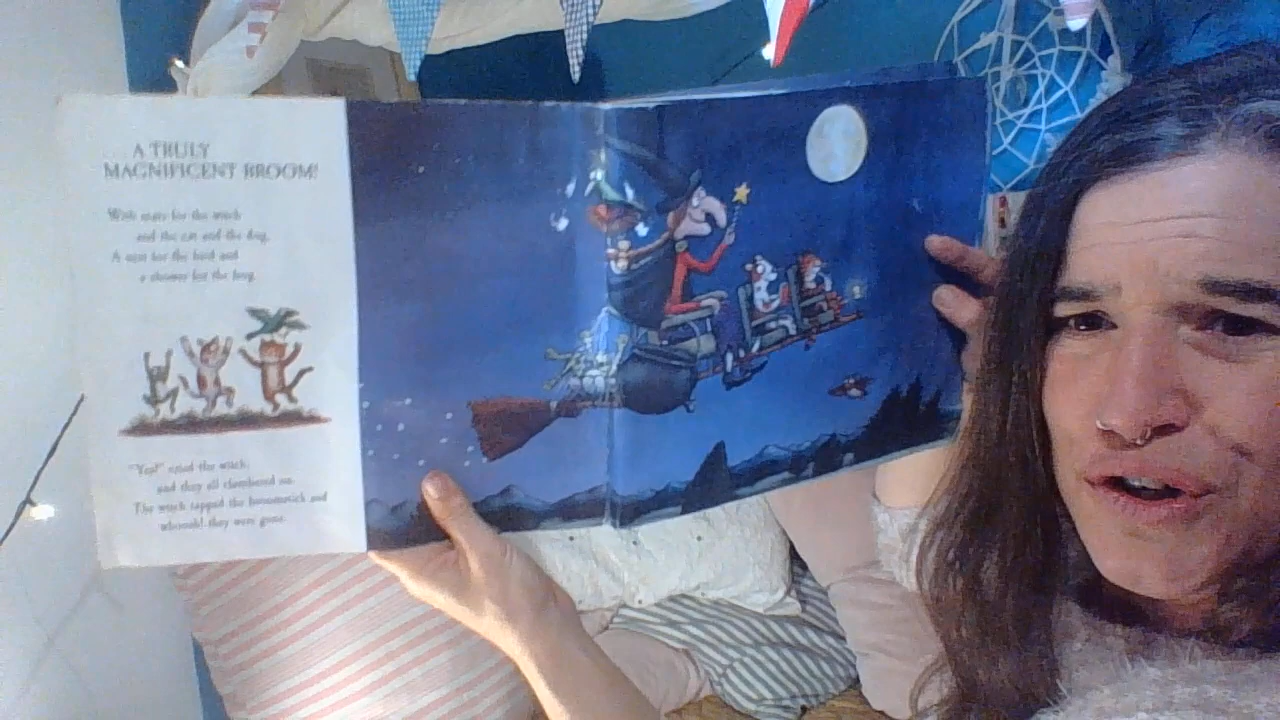 A TRULY
MAGNIFICENT BROOM!
With seats for the witch
and the cat and the dog,
A nest for the bird and
a shower for the frog.
"Yes!" cried the witch,
and they all clambered on.
The witch tapped the broomstick and
whoosh! they were gone.